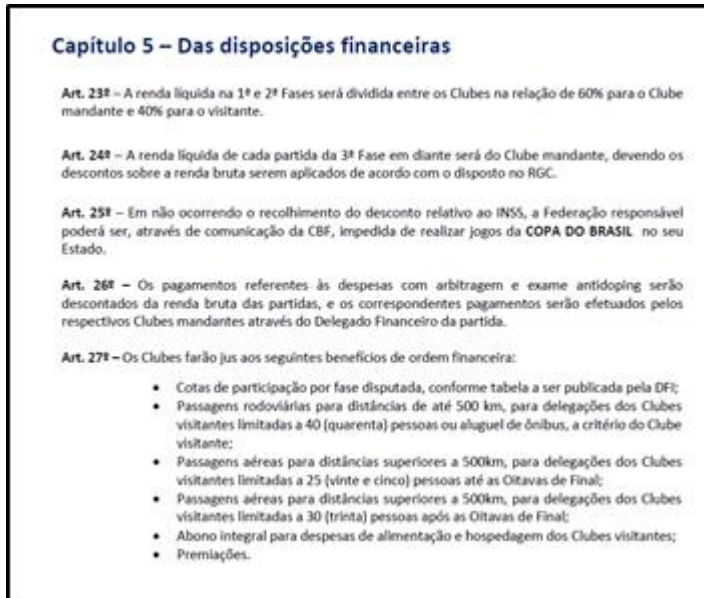 Capítulo 5 – Das disposições financeiras
Art. 23º – A renda líquida na 1ª e 2ª Fases será dividida entre os Clubes na relação de 60% para o Clube
mandante e 40% para o visitante.
Art. 24º – A renda líquida de cada partida da 3ª Fase em diante será do Clube mandante, devendo os
descontos sobre a renda bruta serem aplicados de acordo com o disposto no RGC.
Art. 25º – Em não ocorrendo o recolhimento do desconto relativo ao INSS, a Federação responsável
poderá ser, através de comunicação da CBF, impedida de realizar jogos da COPA DO BRASIL no seu
Estado.
Art. 26º – Os pagamentos referentes às despesas com arbitragem e exame antidoping serão
descontados da renda bruta das partidas, e os correspondentes pagamentos serão efetuados pelos
respectivos Clubes mandantes através do Delegado Financeiro da partida.
Art. 27º – Os Clubes farão jus aos seguintes benefícios de ordem financeira:
• Cotas de participação por fase disputada, conforme tabela a ser publicada pela DFI;
• Passagens rodoviárias para distâncias de até 500 km, para delegações dos Clubes
visitantes limitadas a 40 (quarenta) pessoas ou aluguel de ônibus, a critério do Clube
visitante;
• Passagens aéreas para distâncias superiores a 500km, para delegações dos Clubes
visitantes limitadas a 25 (vinte e cinco) pessoas até as Oitavas de Final;
• Passagens aéreas para distâncias superiores a 500km, para delegações dos Clubes
visitantes limitadas a 30 (trinta) pessoas após as Oitavas de Final;
• Abono integral para despesas de alimentação e hospedagem dos Clubes visitantes;
• Premiações.